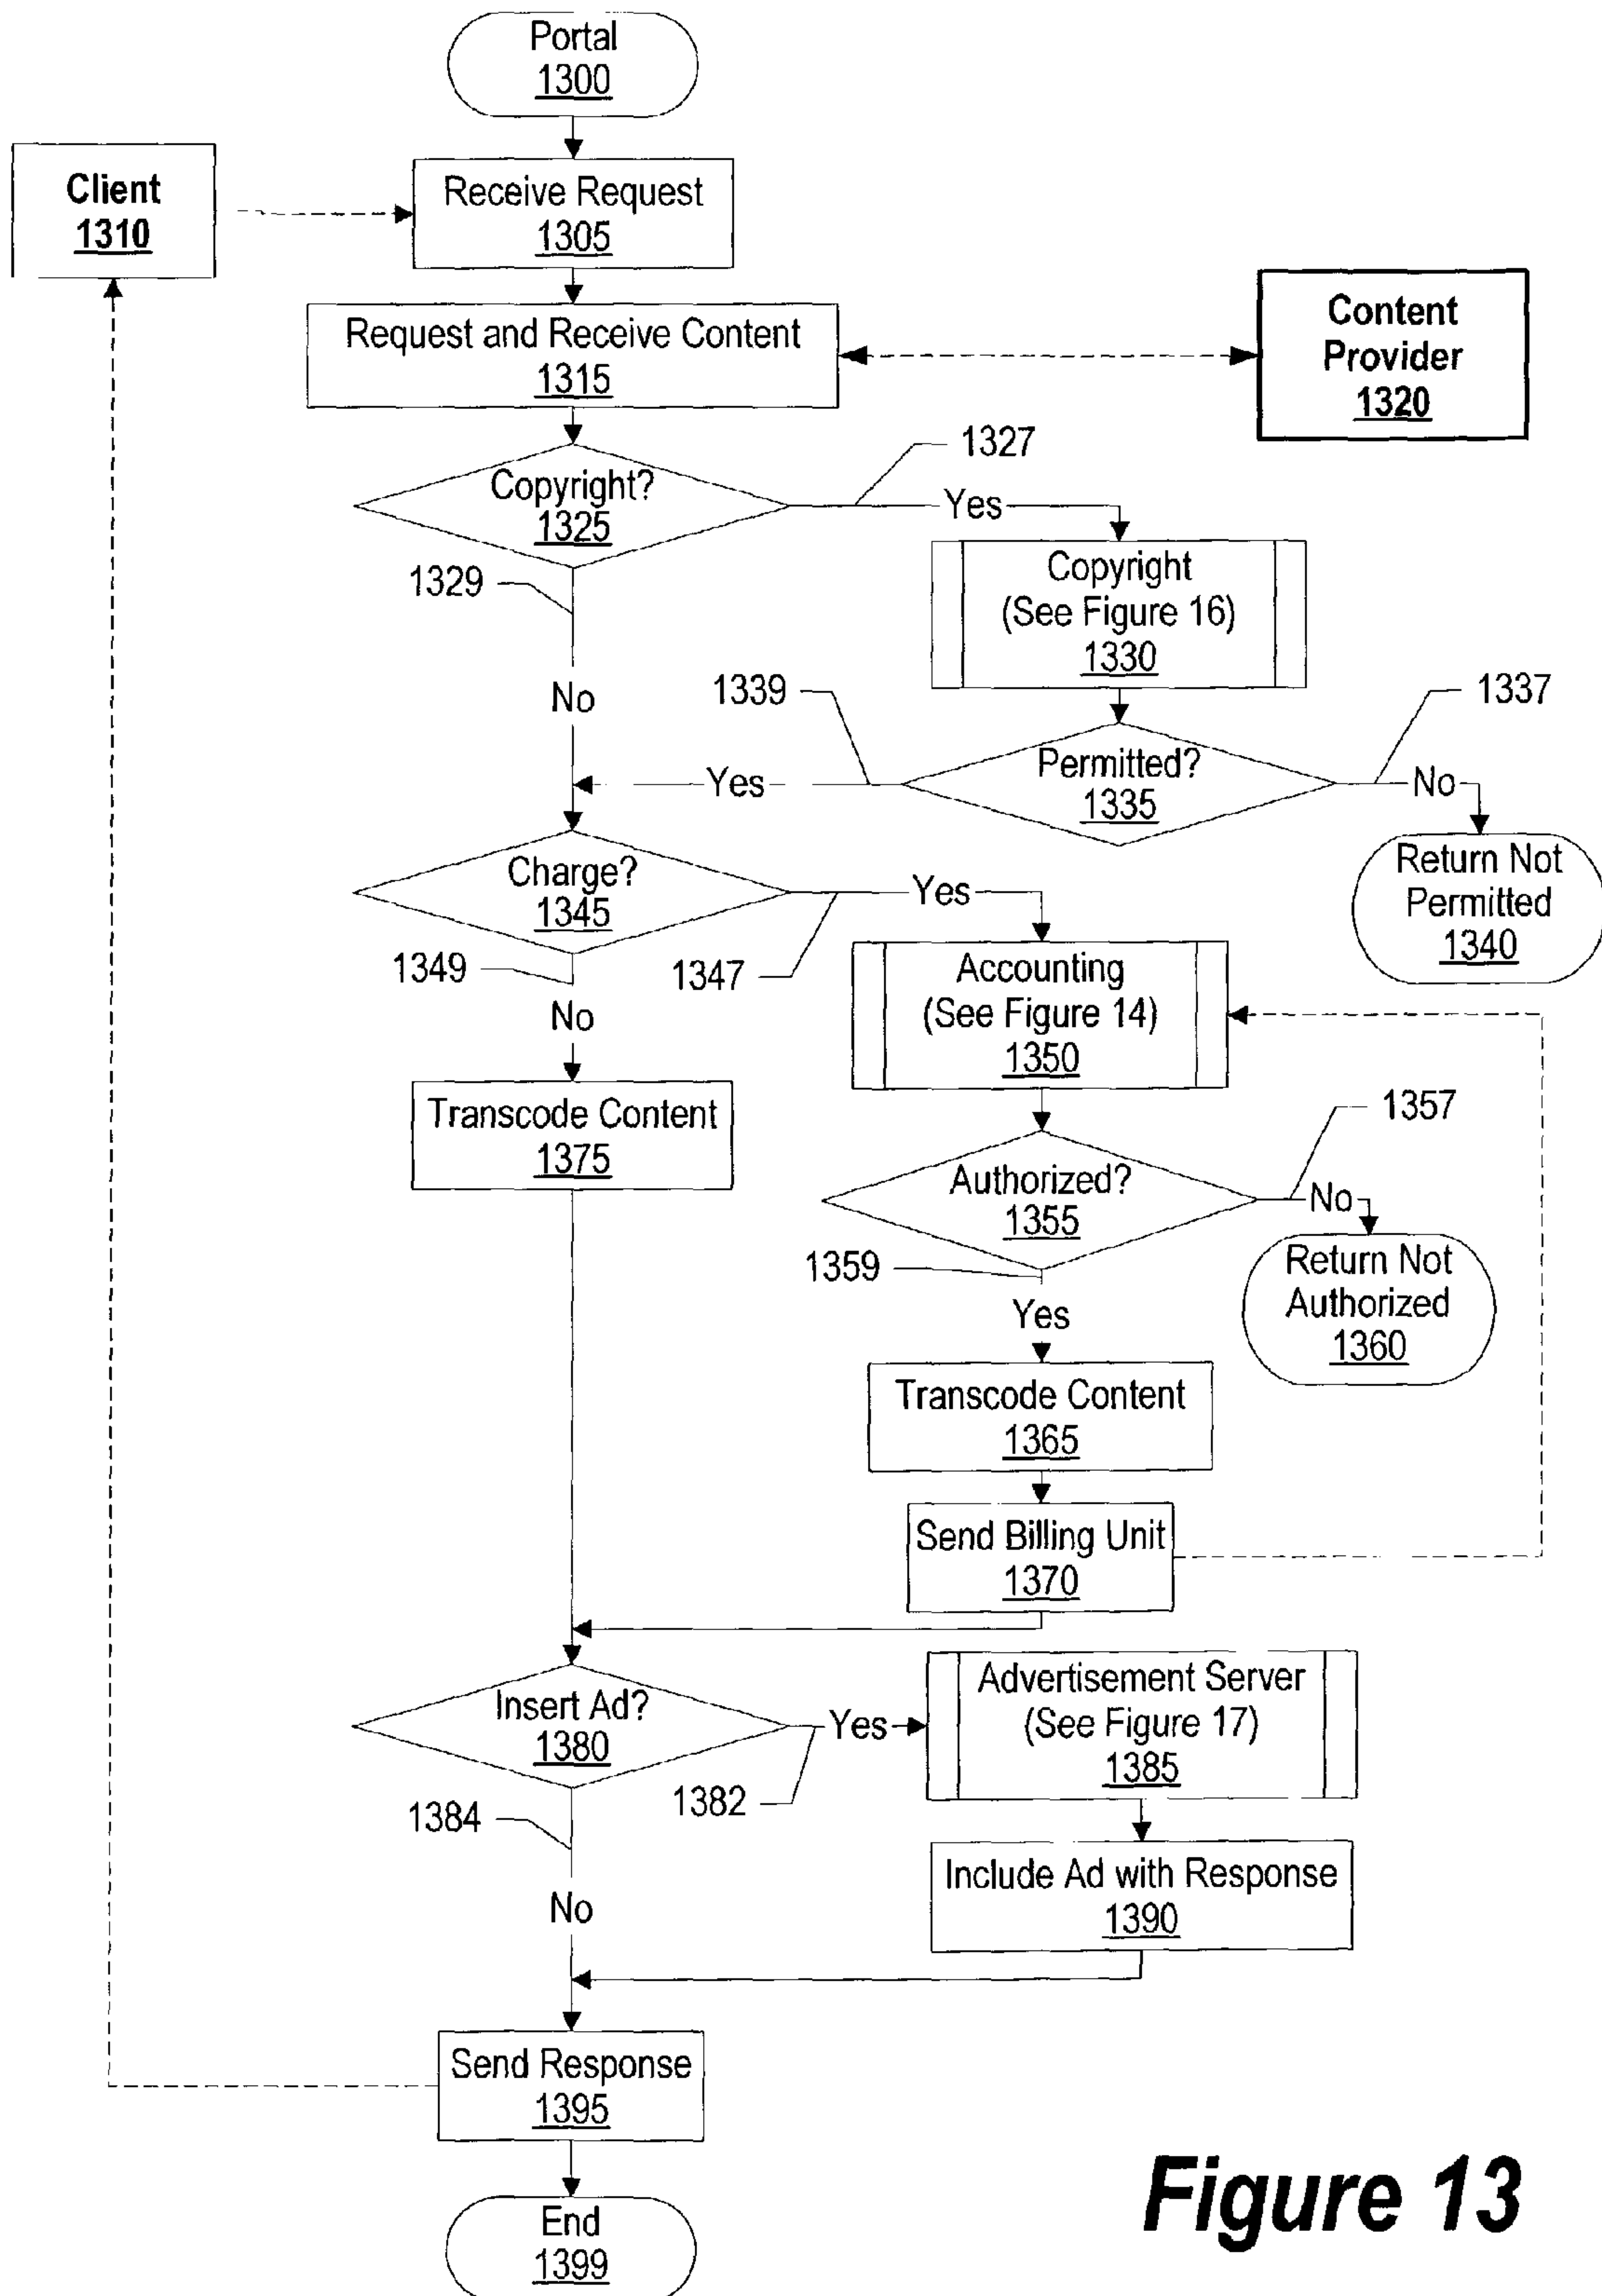 Portal
1300
Client
1310
Receive Request
1305
Request and Receive Content
1315
Content
Provider
1320
1327
Copyright?
1325
Yes
1329
Copyright
(See Figure 16)
1330
No
1339
1337
Permitted?
1335
Yes
No
Return Not
Permitted
1340
Charge?
1345
Yes
1349
1347
No
Accounting
(See Figure 14)
1350
Transcode Content
1375
1357
Authorized?
1355
No
1359
Yes
Return Not
Authorized
1360
Transcode Content
1365
Send Billing Unit
1370
Insert Ad?
1380
Yes
Advertisement Server
(See Figure 17)
1385
1384
1382
No
Include Ad with Response
1390
Send Response
1395
End
1399
Figure 13